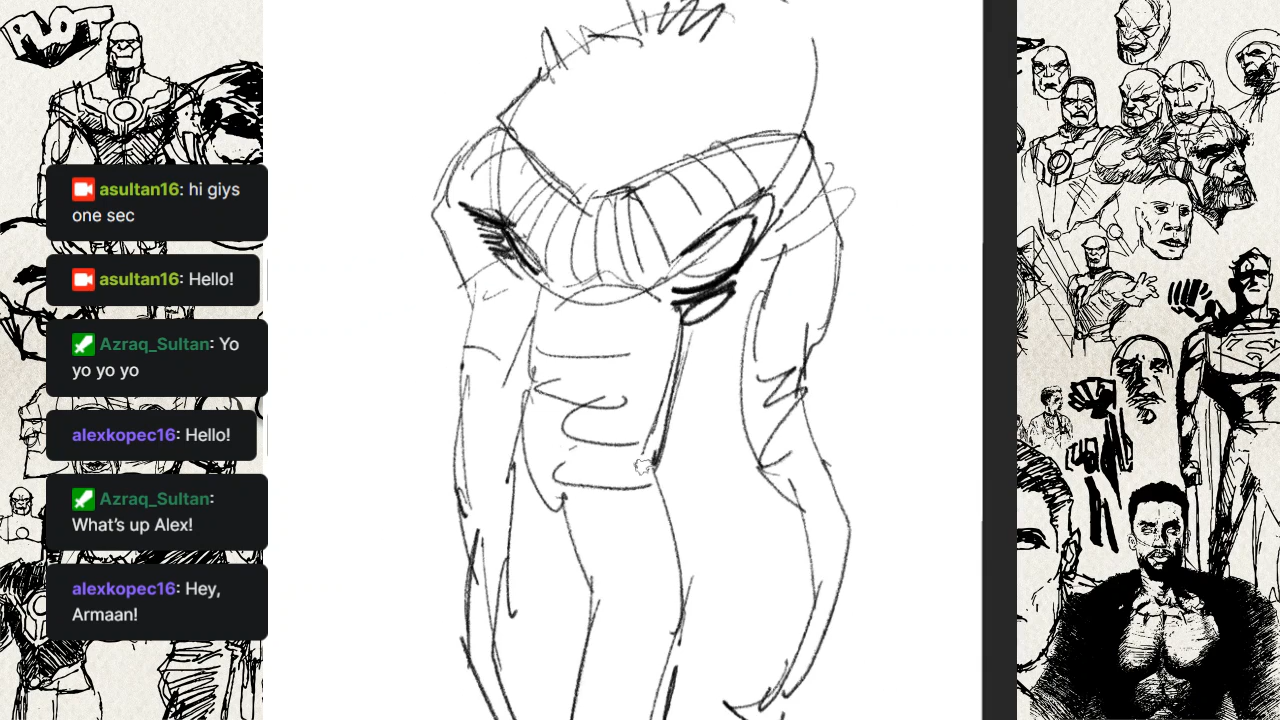 PLOT
asultan16: hi giys
one sec
asultan16: Hello!
Azraq_Sultan: Yo
yo yo yo
alexkopec16: Hello!
Azraq_Sultan:
What's up Alex!
alexkopec16: Hey,
Armaan!